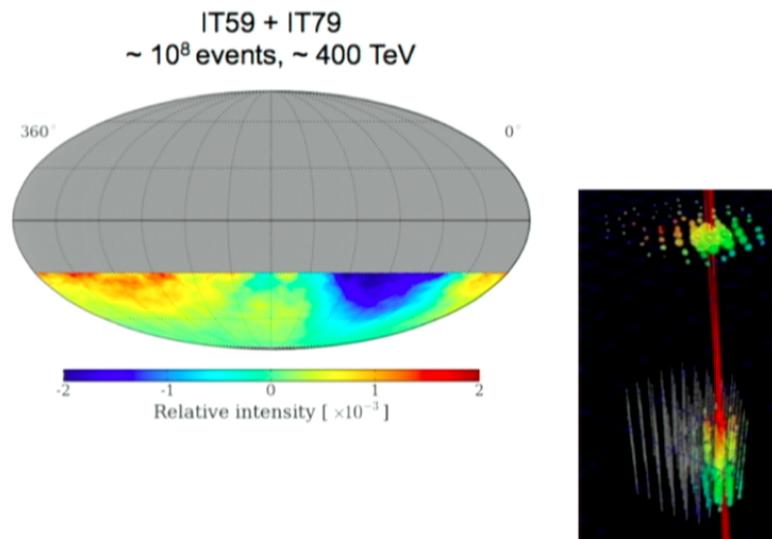 IT59 + IT79
~ 10⁸ events, ~ 400 TeV
360°
0°
-2 -1 0 1 2
Relative intensity [ ×10⁻³ ]